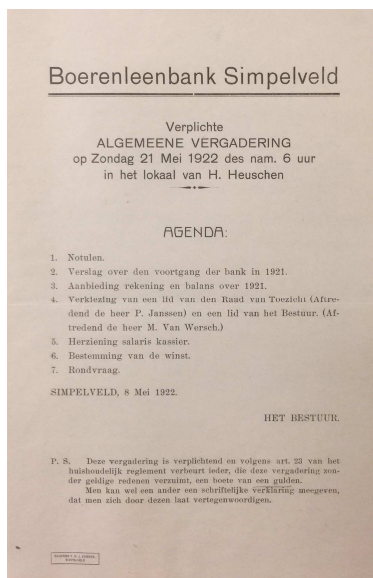 Boerenleenbank Simpelveld
Verplichte
ALGEMEENE VERGADERING
op Zondag 21 Mei 1922 des nam. 6 uur
in het lokaal van H. Heuschen
AGENDA:
1. Notulen.
2. Verslag over den voortgang der bank in 1921.
3. Aanbieding rekening en balans over 1921.
4. Verkiezing van een lid van den Raad van Toezicht (Aftre-
dend de heer P. Janssen) en een lid van het Bestuur. (Af-
tredend de heer M. Van Wersch.)
5. Herziening salaris kassier.
6. Bestemming van de winst.
7. Rondvraag.
SIMPELVELD, 8 Mei 1922.
HET BESTUUR.
P. S. Deze vergadering is verplichtend en volgens art. 23 van het
huishoudelijk reglement verbeurt ieder, die deze vergadering zon-
der geldige redenen verzuimt, een boete van een gulden.
Men kan wel een ander een schriftelijke verklaring meegeven,
dat men zich door dezen laat vertegenwoordigen.